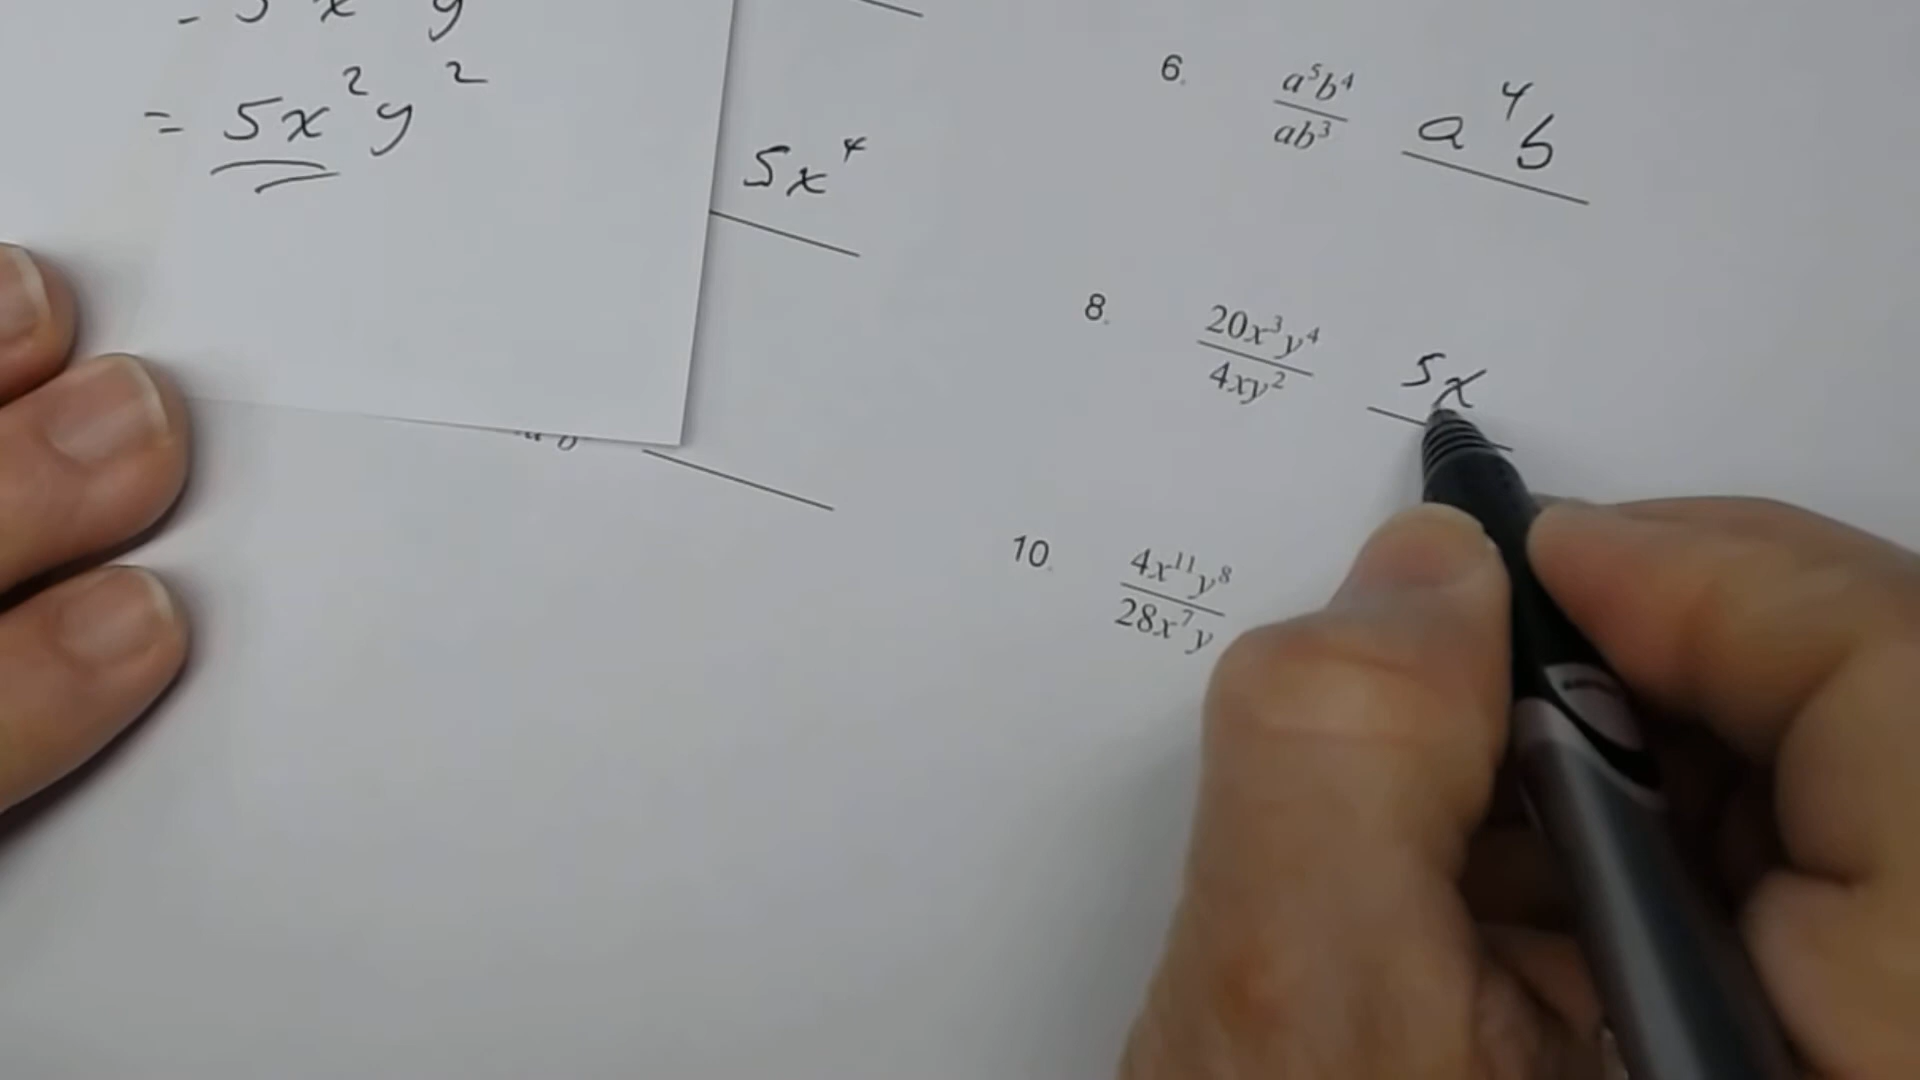 = 5x²y²
5x⁴
6. a⁵b⁴/ab³ a⁴b
8. 20x³y⁴/4xy² 5x
10. 4x¹¹y⁸/28x⁷y